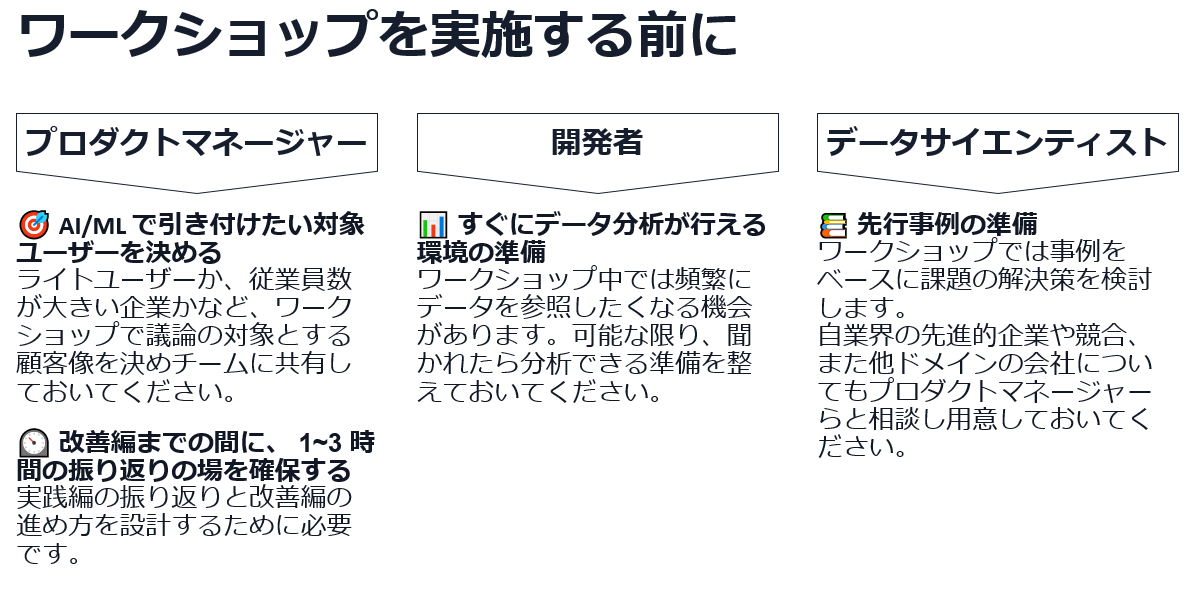 ワークショップを実施する前に
プロダクトマネージャー
🎯 AI/ML で引き付けたい対象
ユーザーを決める
ライトユーザーか、従業員数
が大きい企業かなど、ワーク
ショップで議論の対象とする
顧客像を決めチームに共有し
ておいてください。
⏲ 改善編までの間に、 1~3 時
間の振り返りの場を確保する
実践編の振り返りと改善編の
進め方を設計するために必要
です。
開発者
📊 すぐにデータ分析が行える
環境の準備
ワークショップ中では頻繁に
データを参照したくなる機会
があります。可能な限り、聞
かれたら分析できる準備を整
えておいてください。
データサイエンティスト
📚 先行事例の準備
ワークショップでは事例を
ベースに課題の解決策を検討
します。
自業界の先進的企業や競合、
また他ドメインの会社につい
てもプロダクトマネージャー
らと相談し用意しておいてく
ださい。